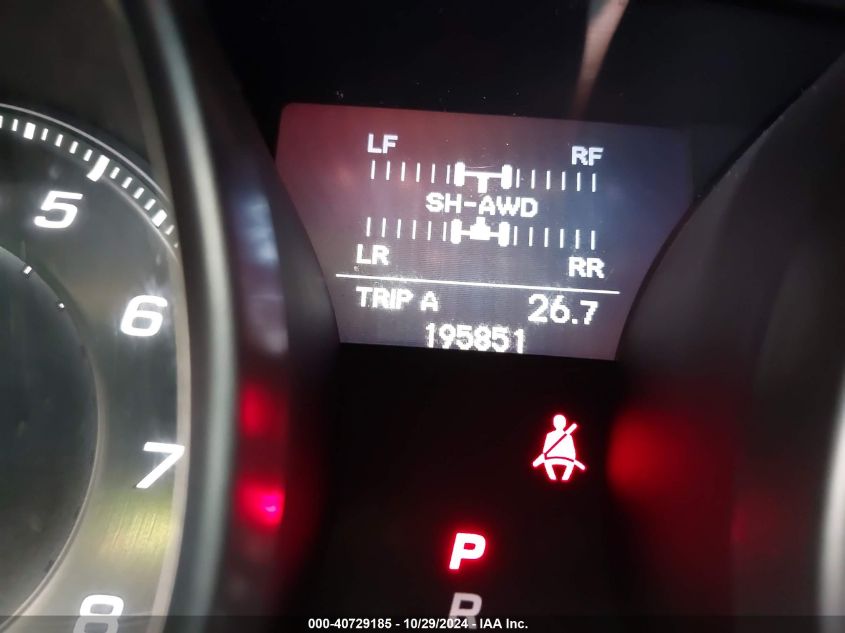 LF RF
SH-AWD
LR RR
TRIP A 26.7
195851
5
6
7
8
P
R
000-40729185 - 10/29/2024 - IAA Inc.